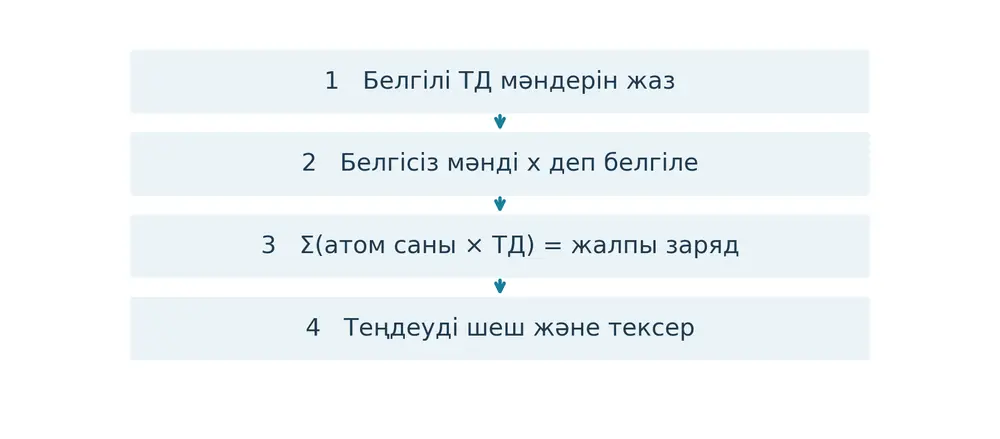 1 Белгілі ТД мәндерін жаз
2 Белгісіз мәнді x деп белгіле
3 Σ(атом саны × ТД) = жалпы заряд
4 Теңдеуді шеш және тексер